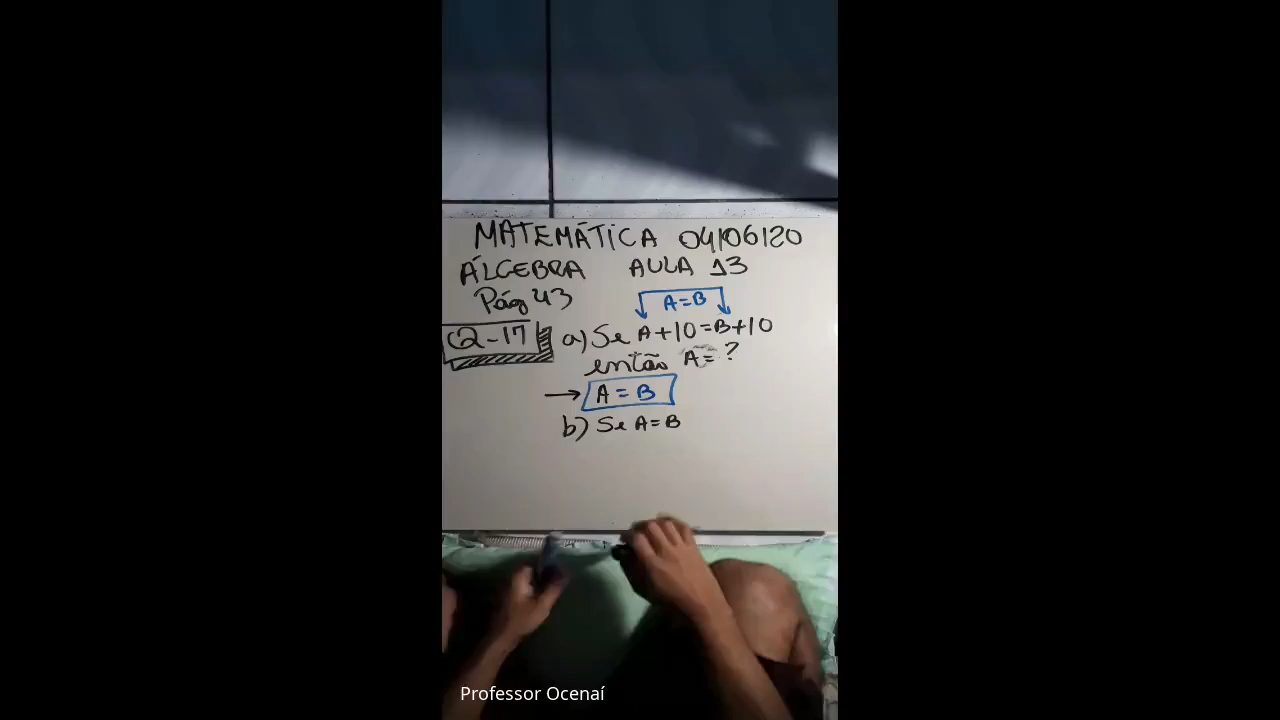 MATEMÁTICA 04/06/20
ÁLGEBRA AULA 13
Pág 43
A=B
Q-17 a) Se A+10=B+10
então A=?
→ A=B
b) Se A=B
Professor Ocenaí